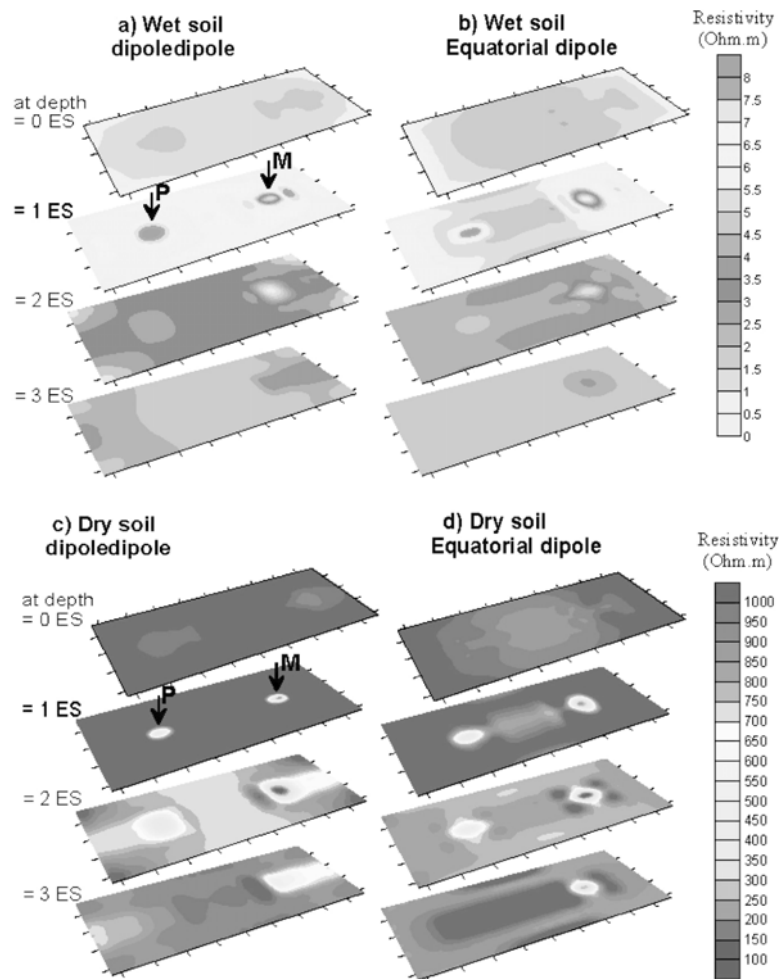 a) Wet soil
dipoledipole
b) Wet soil
Equatorial dipole
Resistivity
(Ohm.m)
at depth
= 0 ES
P
M
= 1 ES
= 2 ES
= 3 ES
8
7.5
7
6.5
6
5.5
5
4.5
4
3.5
3
2.5
2
1.5
1
0.5
0
c) Dry soil
dipoledipole
d) Dry soil
Equatorial dipole
Resistivity
(Ohm.m)
at depth
= 0 ES
P
M
= 1 ES
= 2 ES
= 3 ES
1000
950
900
850
800
750
700
650
600
550
500
450
400
350
300
250
200
150
100